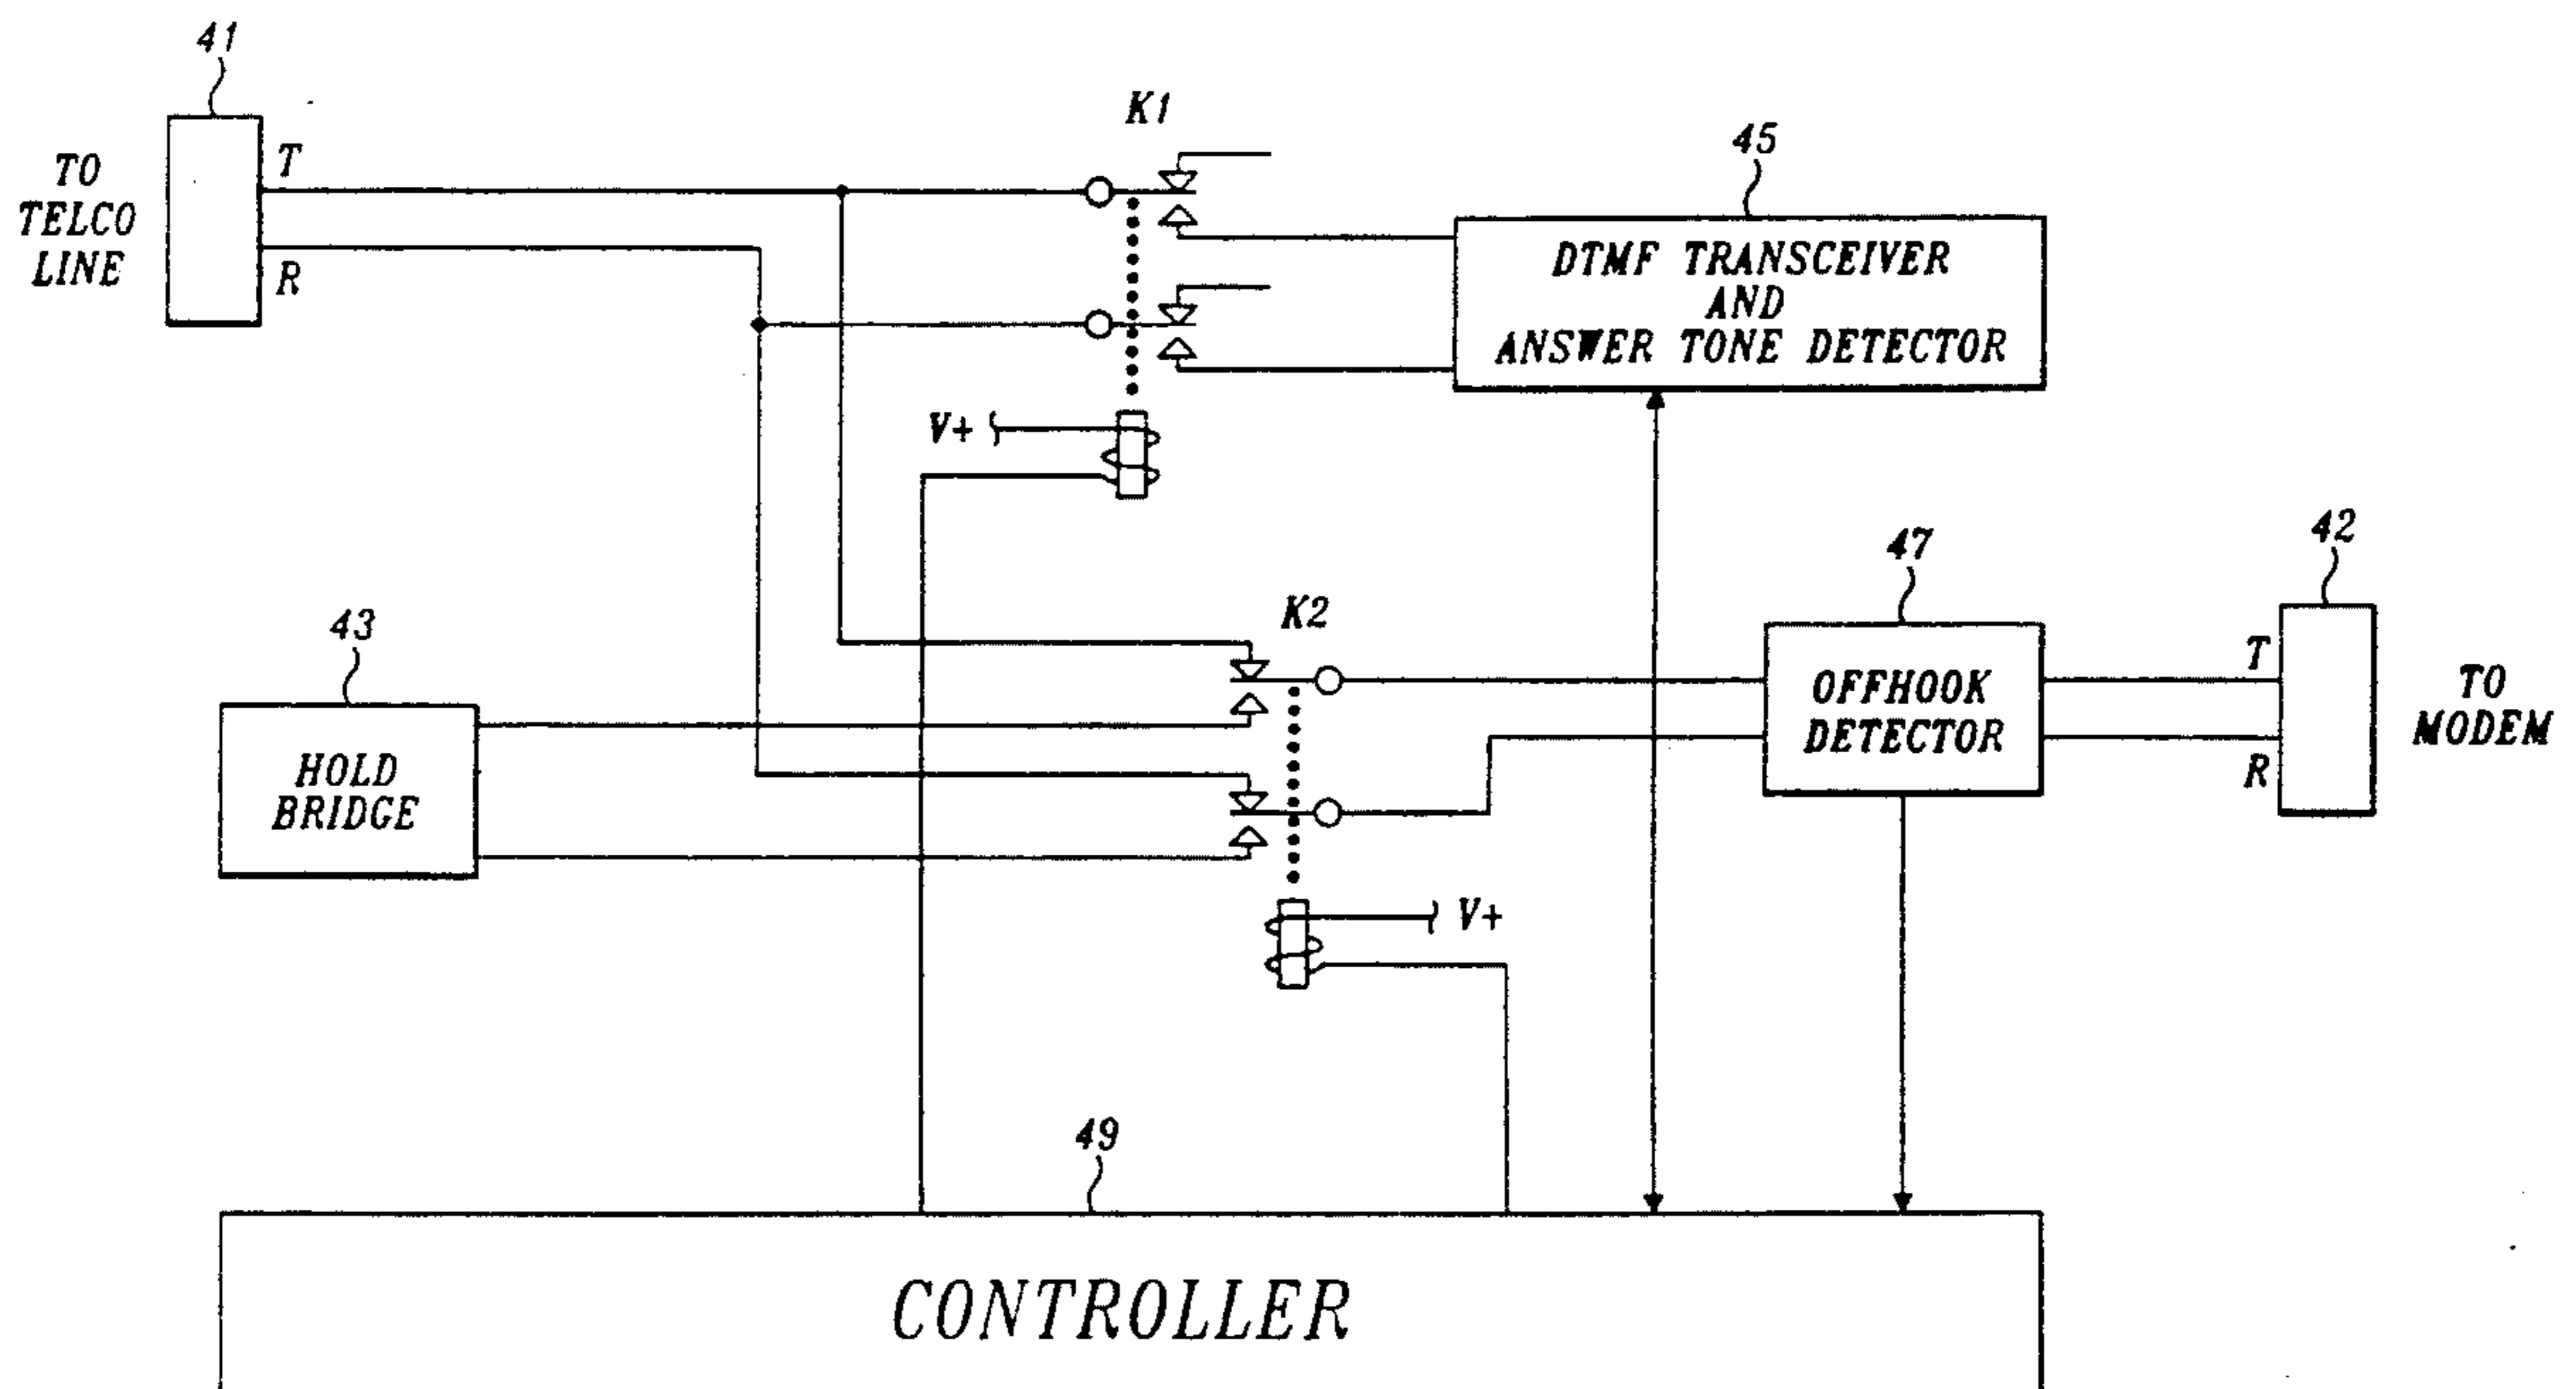 41
K1
45
TO
TELCO
LINE
T
R
DTMF TRANSCEIVER
AND
ANSWER TONE DETECTOR
V+
42
47
43
K2
T
R
OFFHOOK
DETECTOR
TO
MODEM
HOLD
BRIDGE
V+
49
CONTROLLER